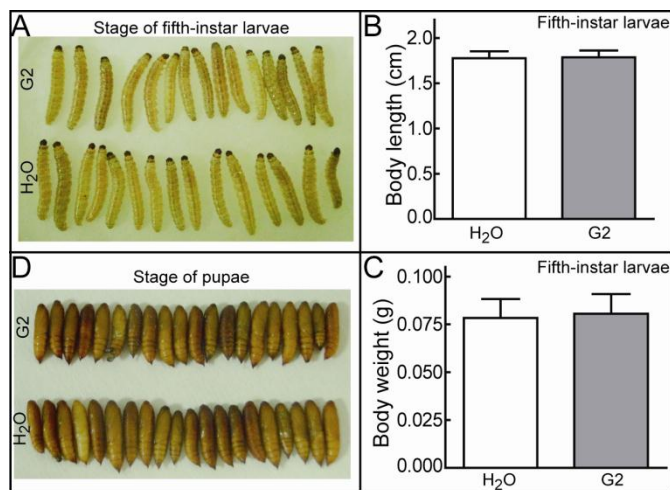 A
Stage of fifth-instar larvae
G2
H₂O
B
Fifth-instar larvae
Body length (cm)
2.0
1.5
1.0
0.5
0.0
H₂O
G2
D
Stage of pupae
G2
H₂O
C
Fifth-instar larvae
Body weight (g)
0.100
0.075
0.050
0.025
0.000
H₂O
G2